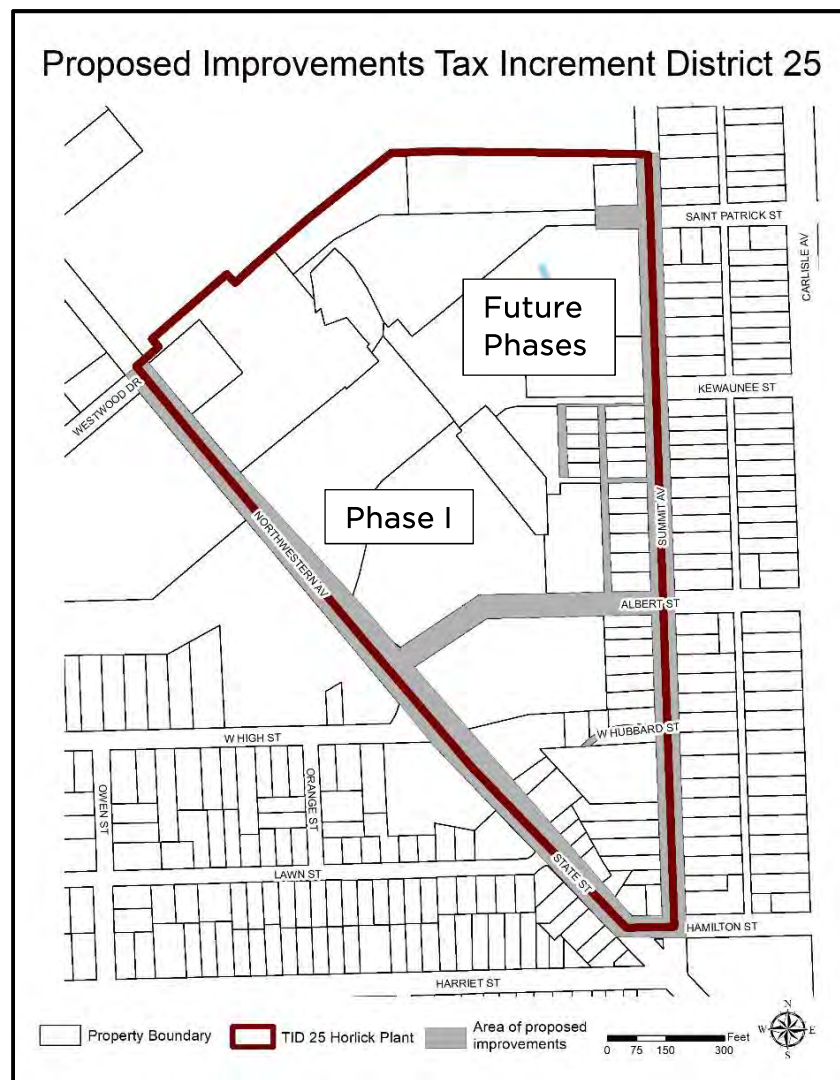 Proposed Improvements Tax Increment District 25
SAINT PATRICK ST
CARLISLE AV
Future
Phases
KEWAUNEE ST
WESTWOOD DR
Phase I
NORTHWESTERN AV
SUMMIT AV
ALBERT ST
W HUBBARD ST
W HIGH ST
OWEN ST
ORANGE ST
LAWN ST
STATE ST
HAMILTON ST
HARRIET ST
Property Boundary
TID 25 Horlick Plant
Area of proposed
improvements
Feet
0 75 150 300
N
W E
S